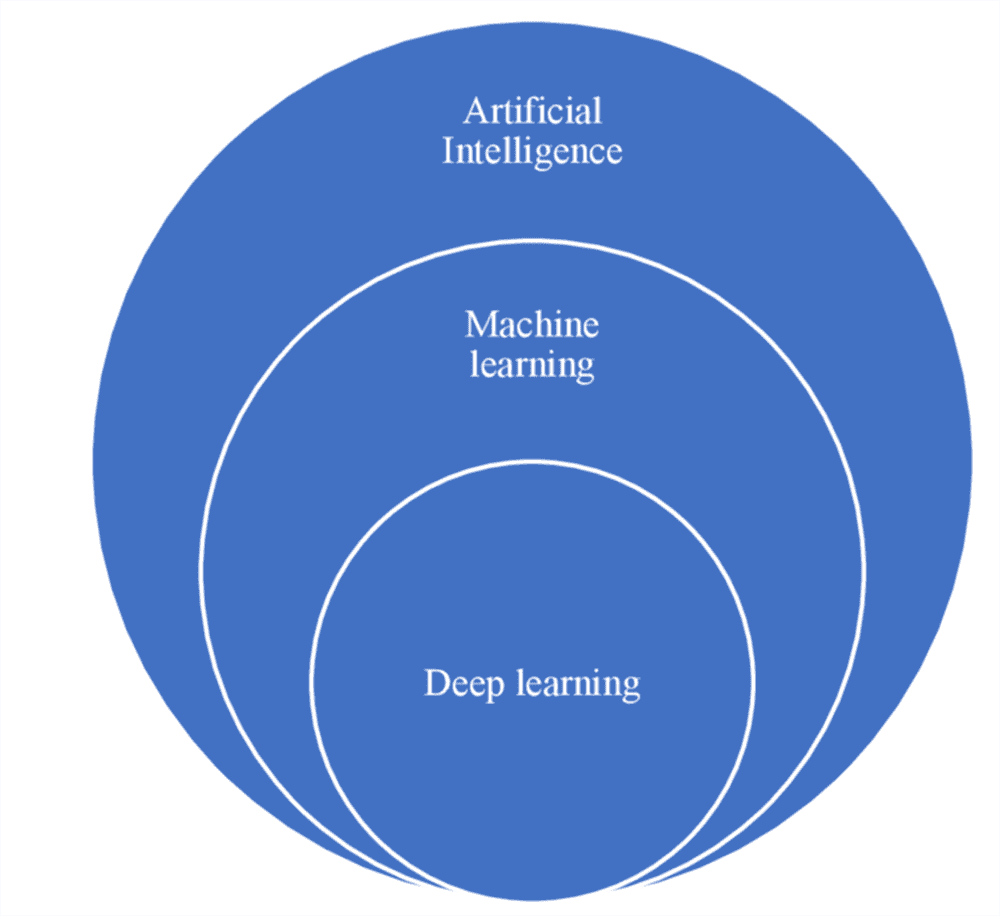 Artificial
Intelligence
Machine
learning
Deep learning